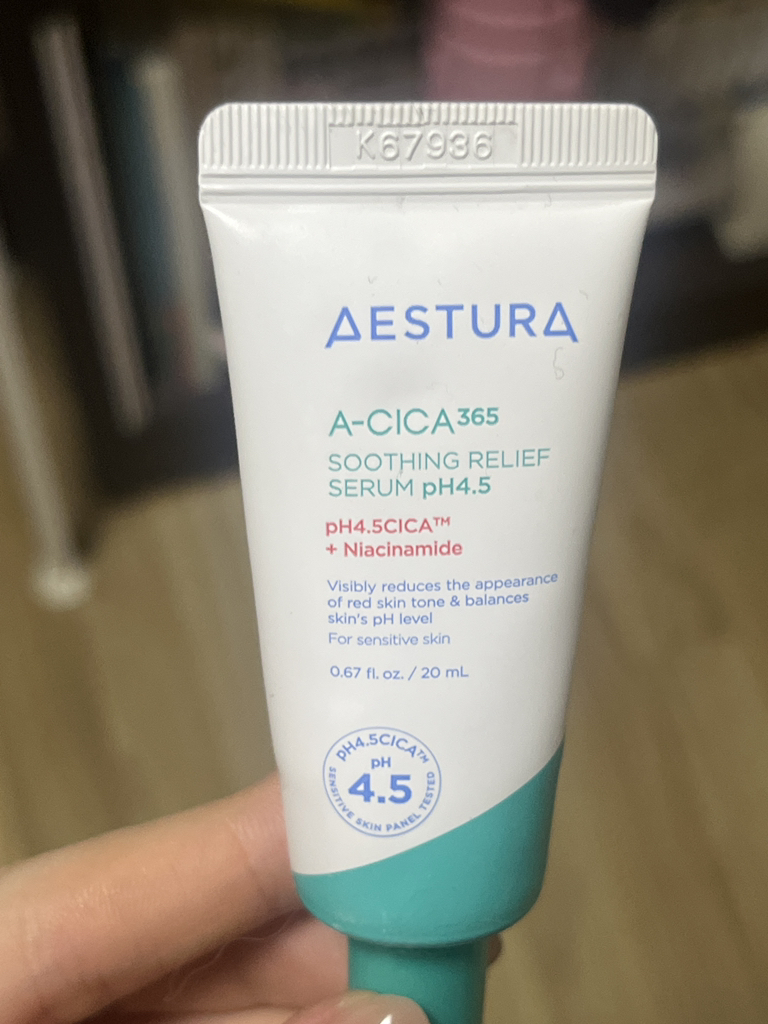 K67936
AESTURA
A-CICA365
SOOTHING RELIEF
SERUM pH4.5
pH4.5CICA™
+ Niacinamide
Visibly reduces the appearance
of red skin tone & balances
skin's pH level
For sensitive skin
0.67 fl. oz. / 20 mL
pH4.5CICA™
pH
4.5
SENSITIVE SKIN PANEL TESTED